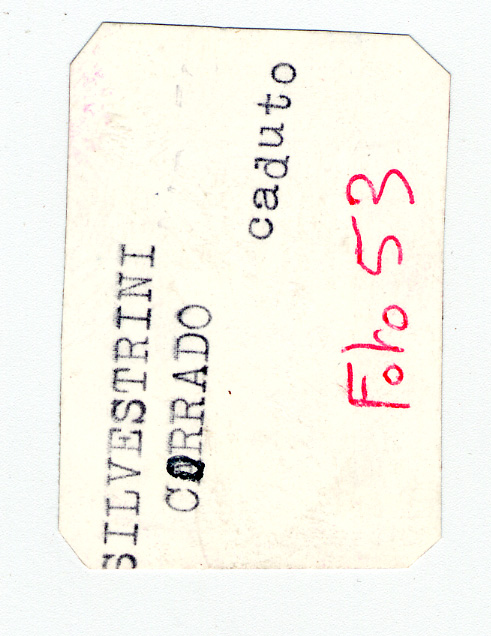 SILVESTRINI
CORRADO
caduto
Foto 53